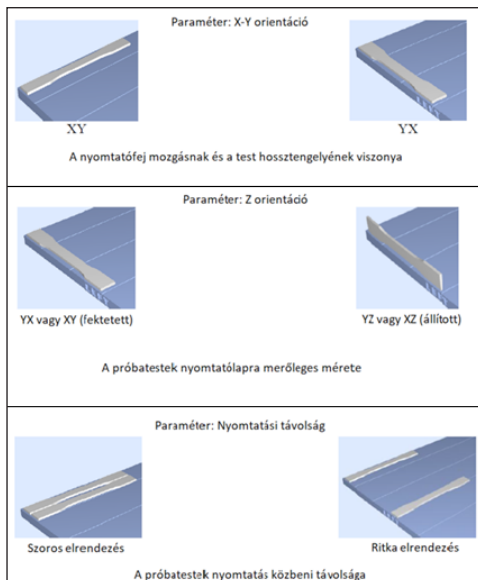 Paraméter: X-Y orientáció
XY
YX
A nyomtatófej mozgásnak és a test hossztengelyének viszonya
Paraméter: Z orientáció
YX vagy XY (fektetett)
YZ vagy XZ (állított)
A próbatestek nyomtatólapra merőleges mérete
Paraméter: Nyomtatási távolság
Szoros elrendezés
Ritka elrendezés
A próbatestek nyomtatás közbeni távolsága